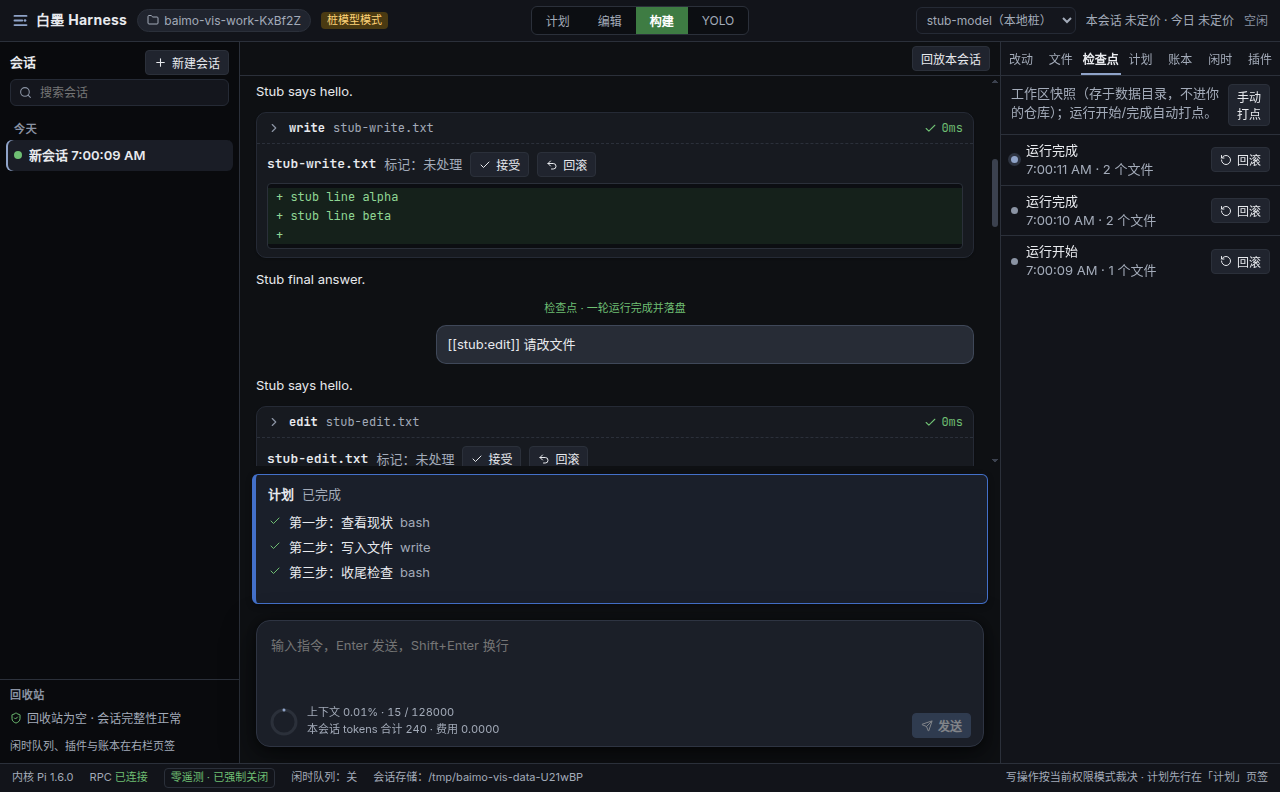 白墨 Harness
baimo-vis-work-KxBf2Z
桩模型模式
计划
编辑
构建
YOLO
stub-model（本地桩）
本会话 未定价 · 今日 未定价
空闲
会话
新建会话
搜索会话
今天
新会话 7:00:09 AM
回收站
回收站为空 · 会话完整性正常
闲时队列、插件与账本在右栏页签
回放本会话
Stub says hello.
write stub-write.txt
0ms
stub-write.txt 标记：未处理
接受
回滚
+ stub line alpha
+ stub line beta
+
Stub final answer.
检查点 · 一轮运行完成并落盘
[[stub:edit]] 请改文件
Stub says hello.
edit stub-edit.txt
0ms
stub-edit.txt 标记：未处理
接受
回滚
计划 已完成
第一步：查看现状 bash
第二步：写入文件 write
第三步：收尾检查 bash
输入指令，Enter 发送，Shift+Enter 换行
上下文 0.01% · 15 / 128000
本会话 tokens 合计 240 · 费用 0.0000
发送
改动
文件
检查点
计划
账本
闲时
插件
工作区快照（存于数据目录，不进你
的仓库）；运行开始/完成自动打点。
手动
打点
运行完成
7:00:11 AM · 2 个文件
回滚
运行完成
7:00:10 AM · 2 个文件
回滚
运行开始
7:00:09 AM · 1 个文件
回滚
内核 Pi 1.6.0
RPC 已连接
零遥测 · 已强制关闭
闲时队列：关
会话存储：/tmp/baimo-vis-data-U21wBP
写操作按当前权限模式裁决 · 计划先行在「计划」页签